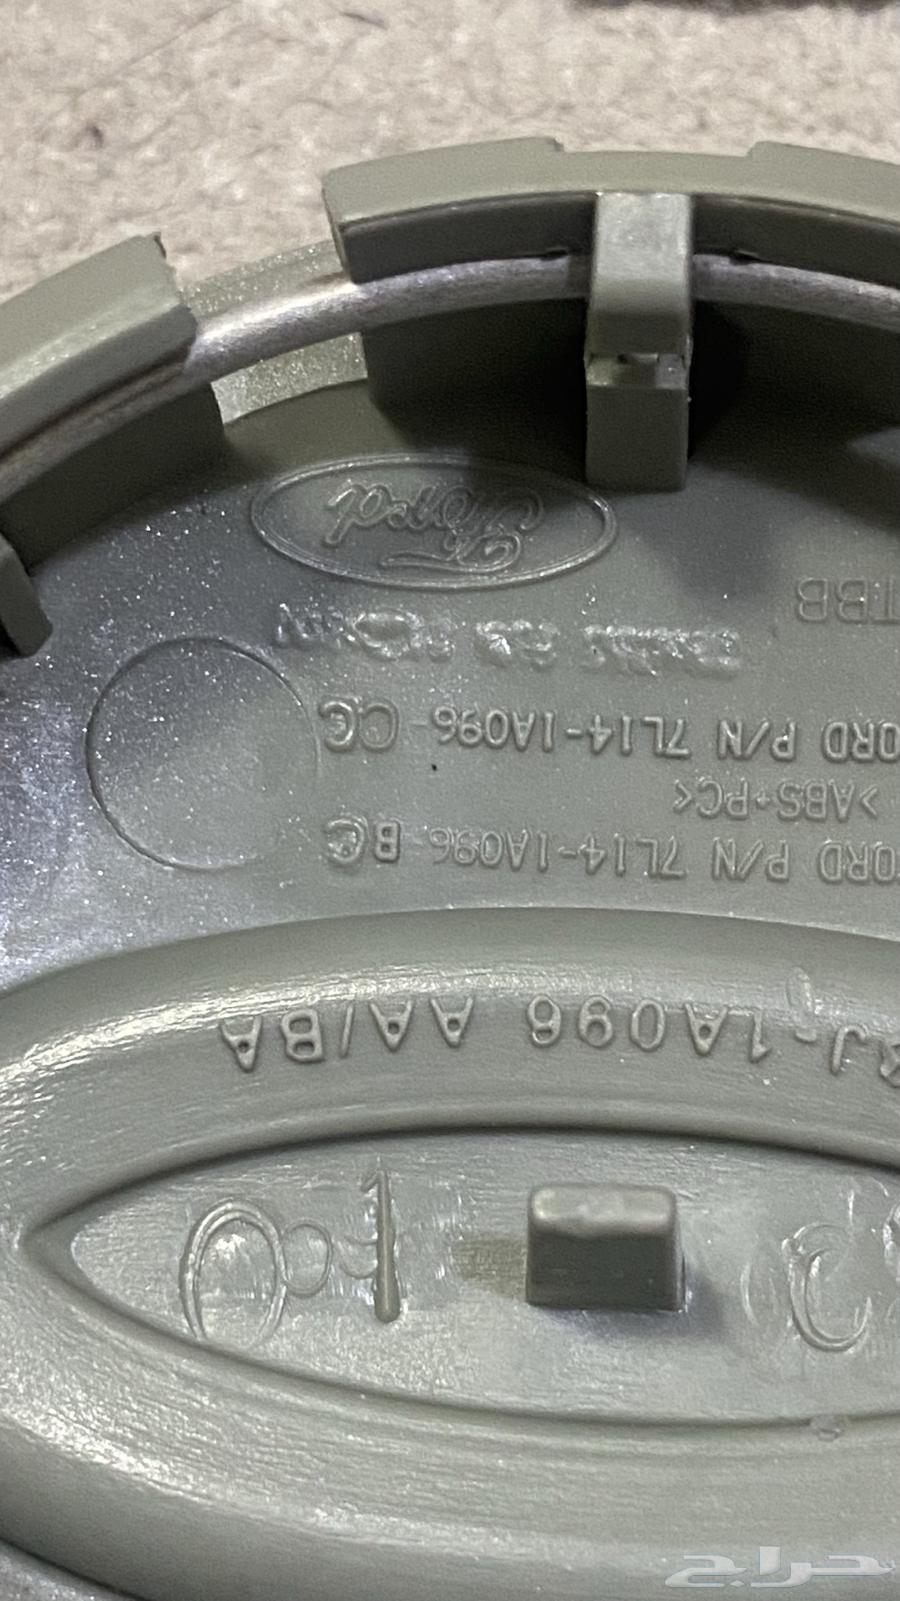 J-1A096 AA/BA
ORD P/N 7L14-1A096 BC
>ABS+PC<
ORD P/N 7L14-1A096-CC
TBB
Ford
حراج